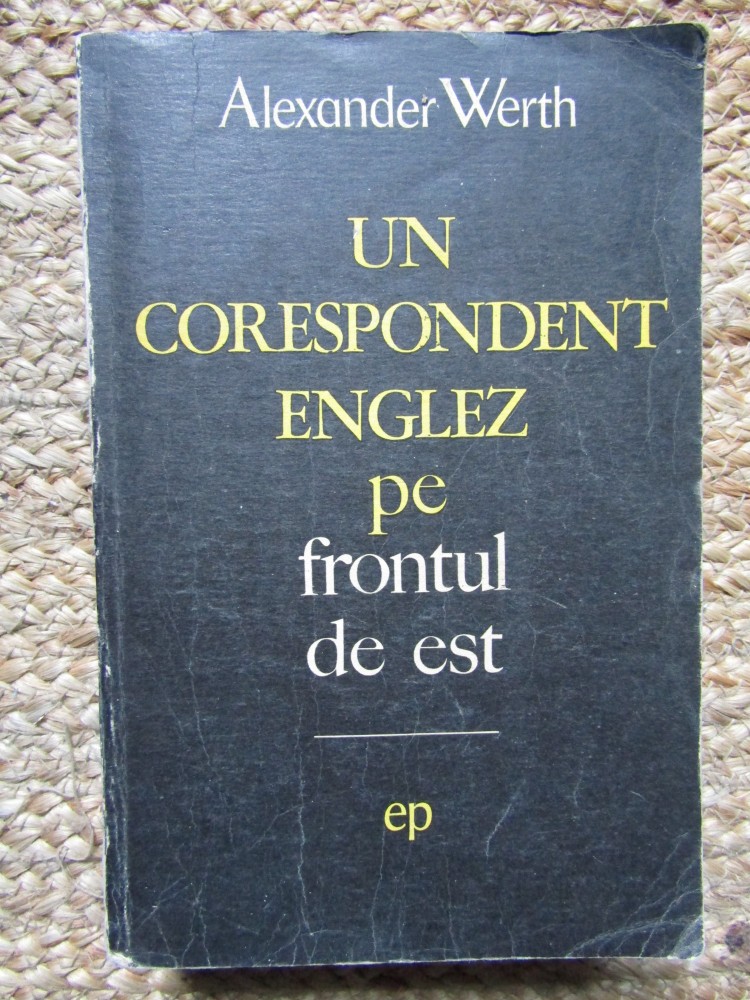 Alexander Werth
UN
CORESPONDENT
ENGLEZ
pe
frontul
de est
ep